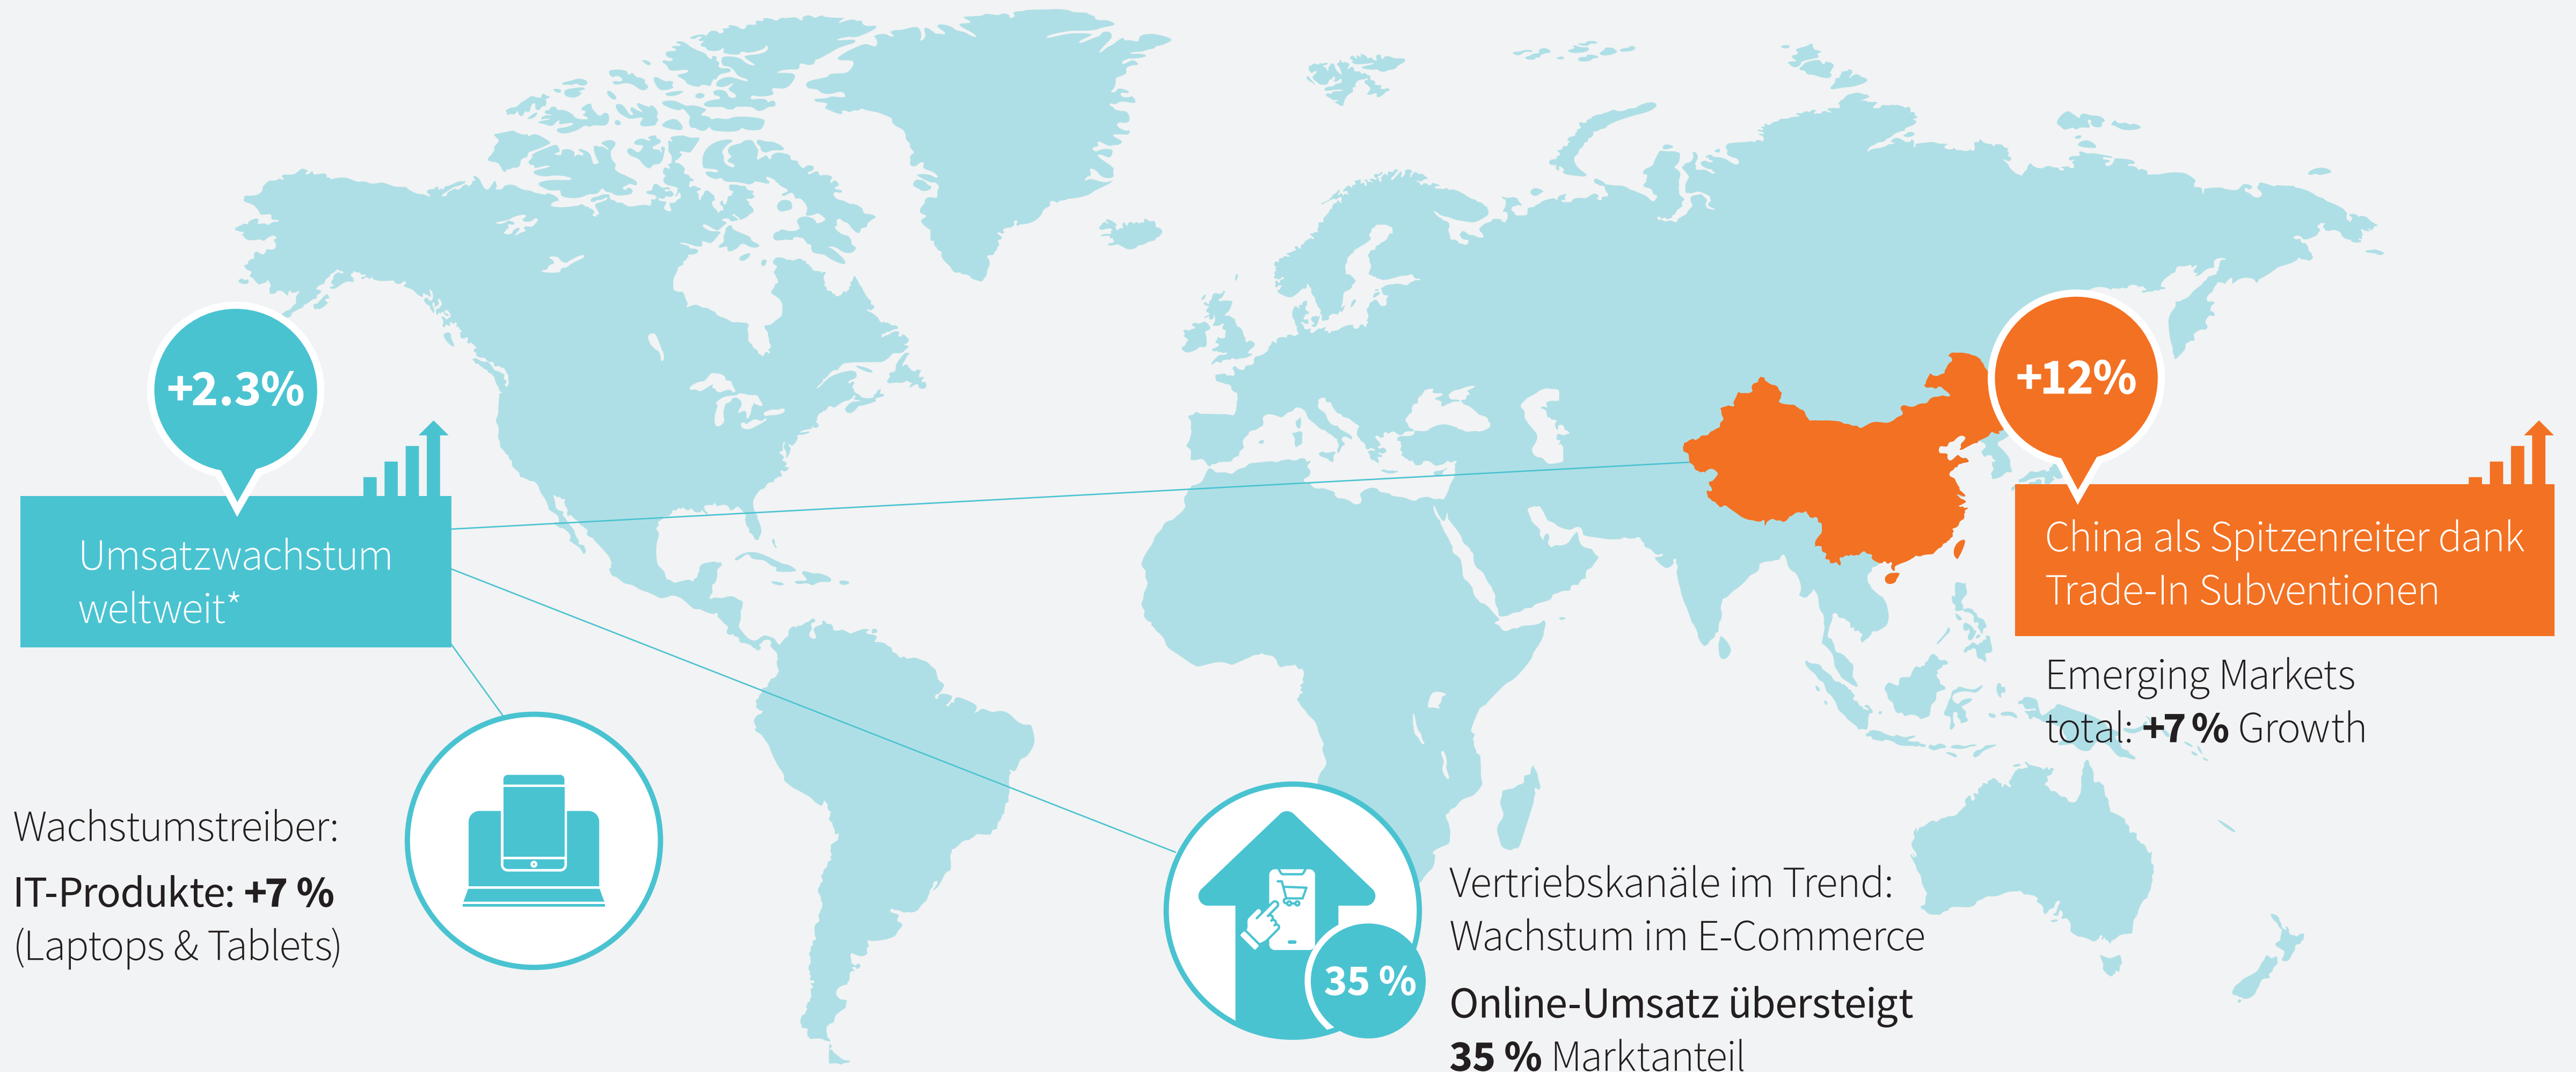 +2.3%
Umsatzwachstum
weltweit*
+12%
China als Spitzenreiter dank
Trade-In Subventionen
Emerging Markets
total: +7 % Growth
Wachstumstreiber:
IT-Produkte: +7 %
(Laptops & Tablets)
35 %
Vertriebskanäle im Trend:
Wachstum im E-Commerce
Online-Umsatz übersteigt
35 % Marktanteil